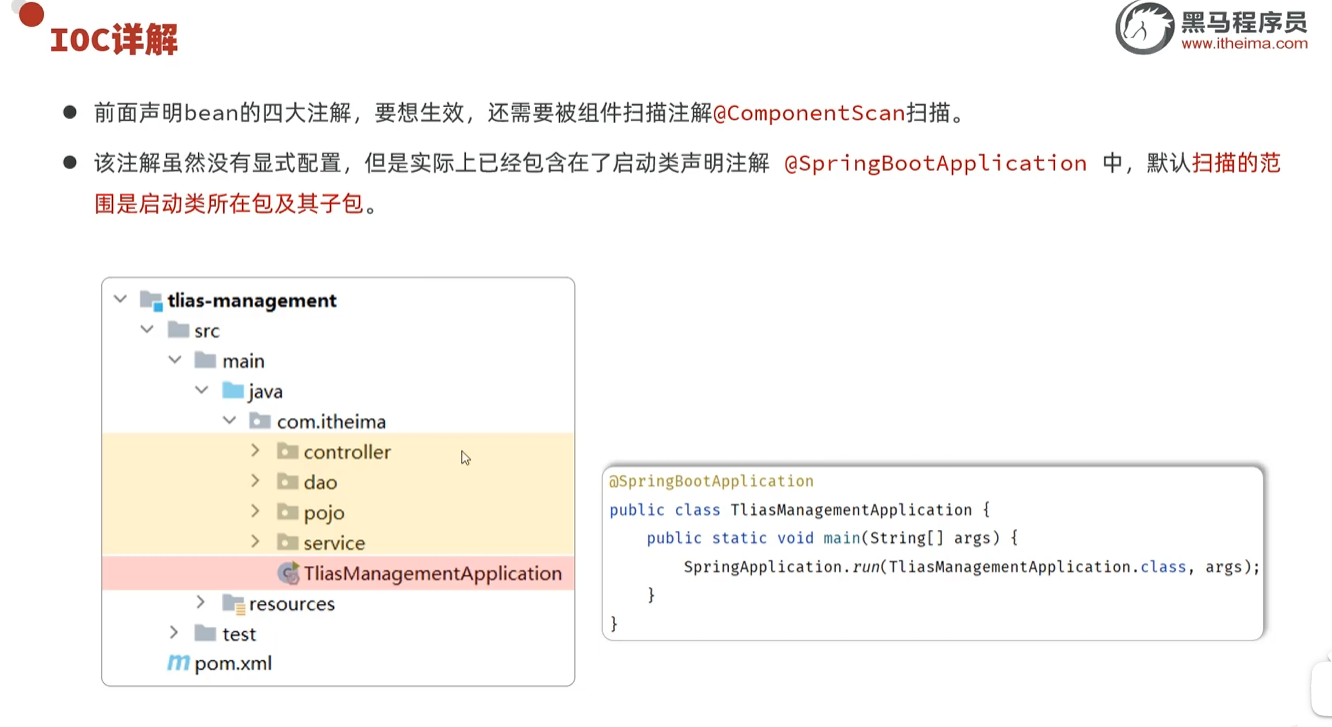 IOC详解
黑马程序员
www.itheima.com
前面声明bean的四大注解，要想生效，还需要被组件扫描注解@ComponentScan扫描。
该注解虽然没有显式配置，但是实际上已经包含在了启动类声明注解 @SpringBootApplication 中，默认扫描的范
围是启动类所在包及其子包。
tlias-management
src
main
java
com.itheima
controller
dao
pojo
service
TliasManagementApplication
resources
test
pom.xml
@SpringBootApplication
public class TliasManagementApplication {
public static void main(String[] args) {
SpringApplication.run(TliasManagementApplication.class, args);
}
}